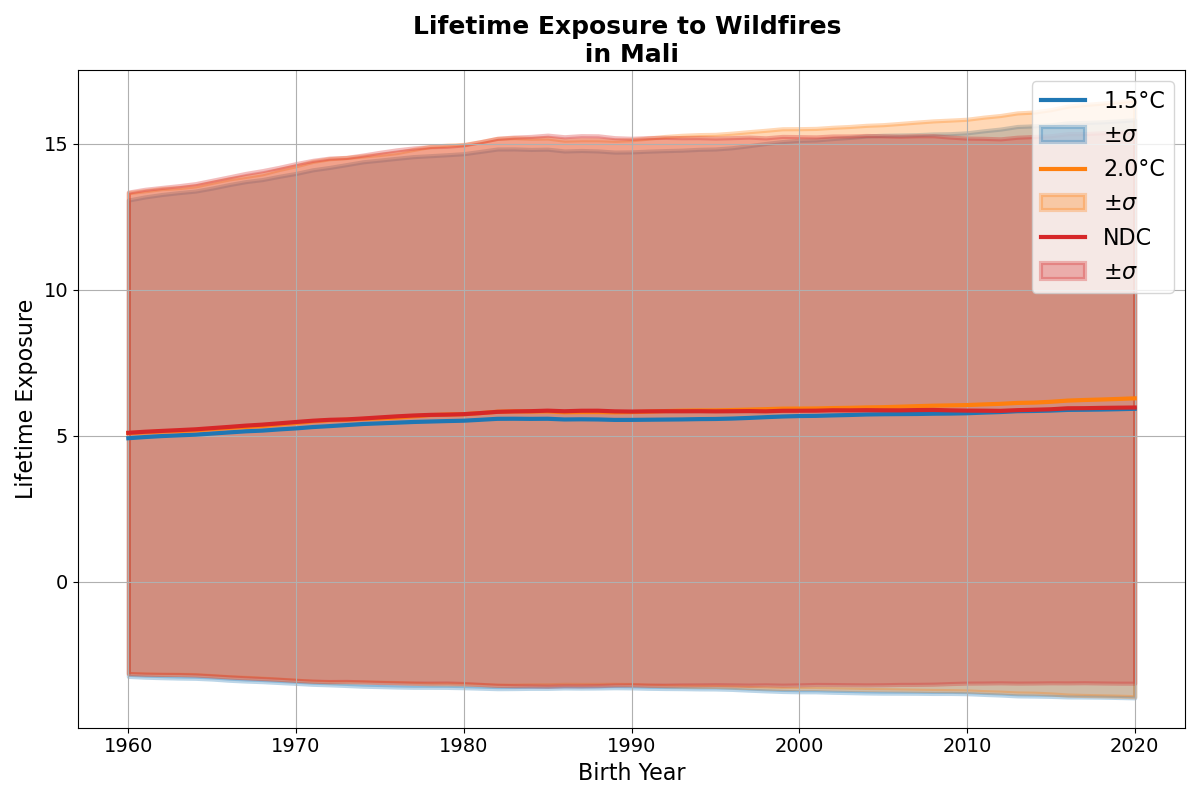 Lifetime Exposure to Wildfires
in Mali
15
10
5
0
Lifetime Exposure
1960
1970
1980
1990
2000
2010
2020
Birth Year
1.5°C
±σ
2.0°C
±σ
NDC
±σ